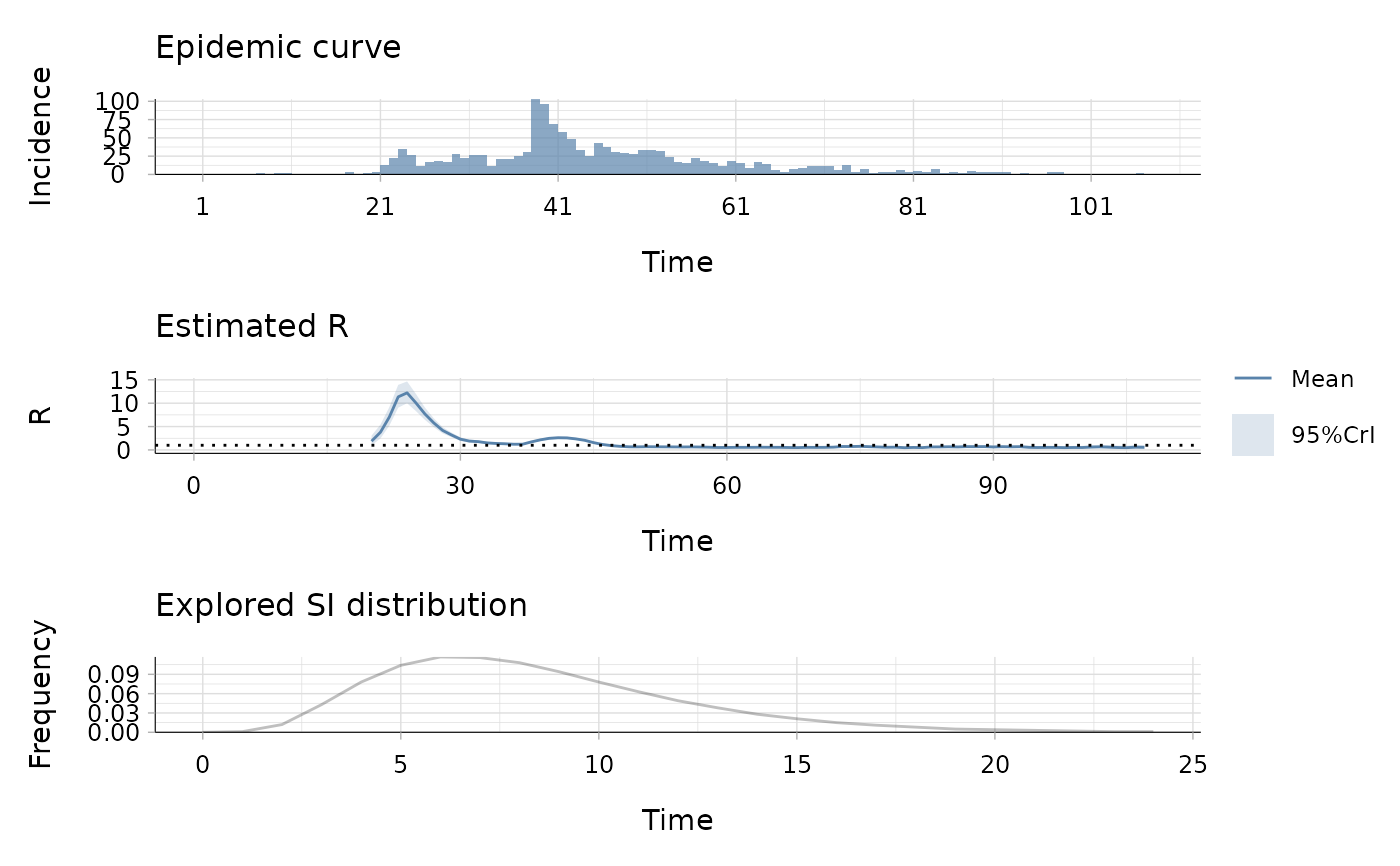 Epidemic curve
Incidence
100
75
50
25
0
1 21 41 61 81 101
Time
Estimated R
R
15
10
5
0
0 30 60 90
Time
Mean
95%CrI
Explored SI distribution
Frequency
0.09
0.06
0.03
0.00
0 5 10 15 20 25
Time